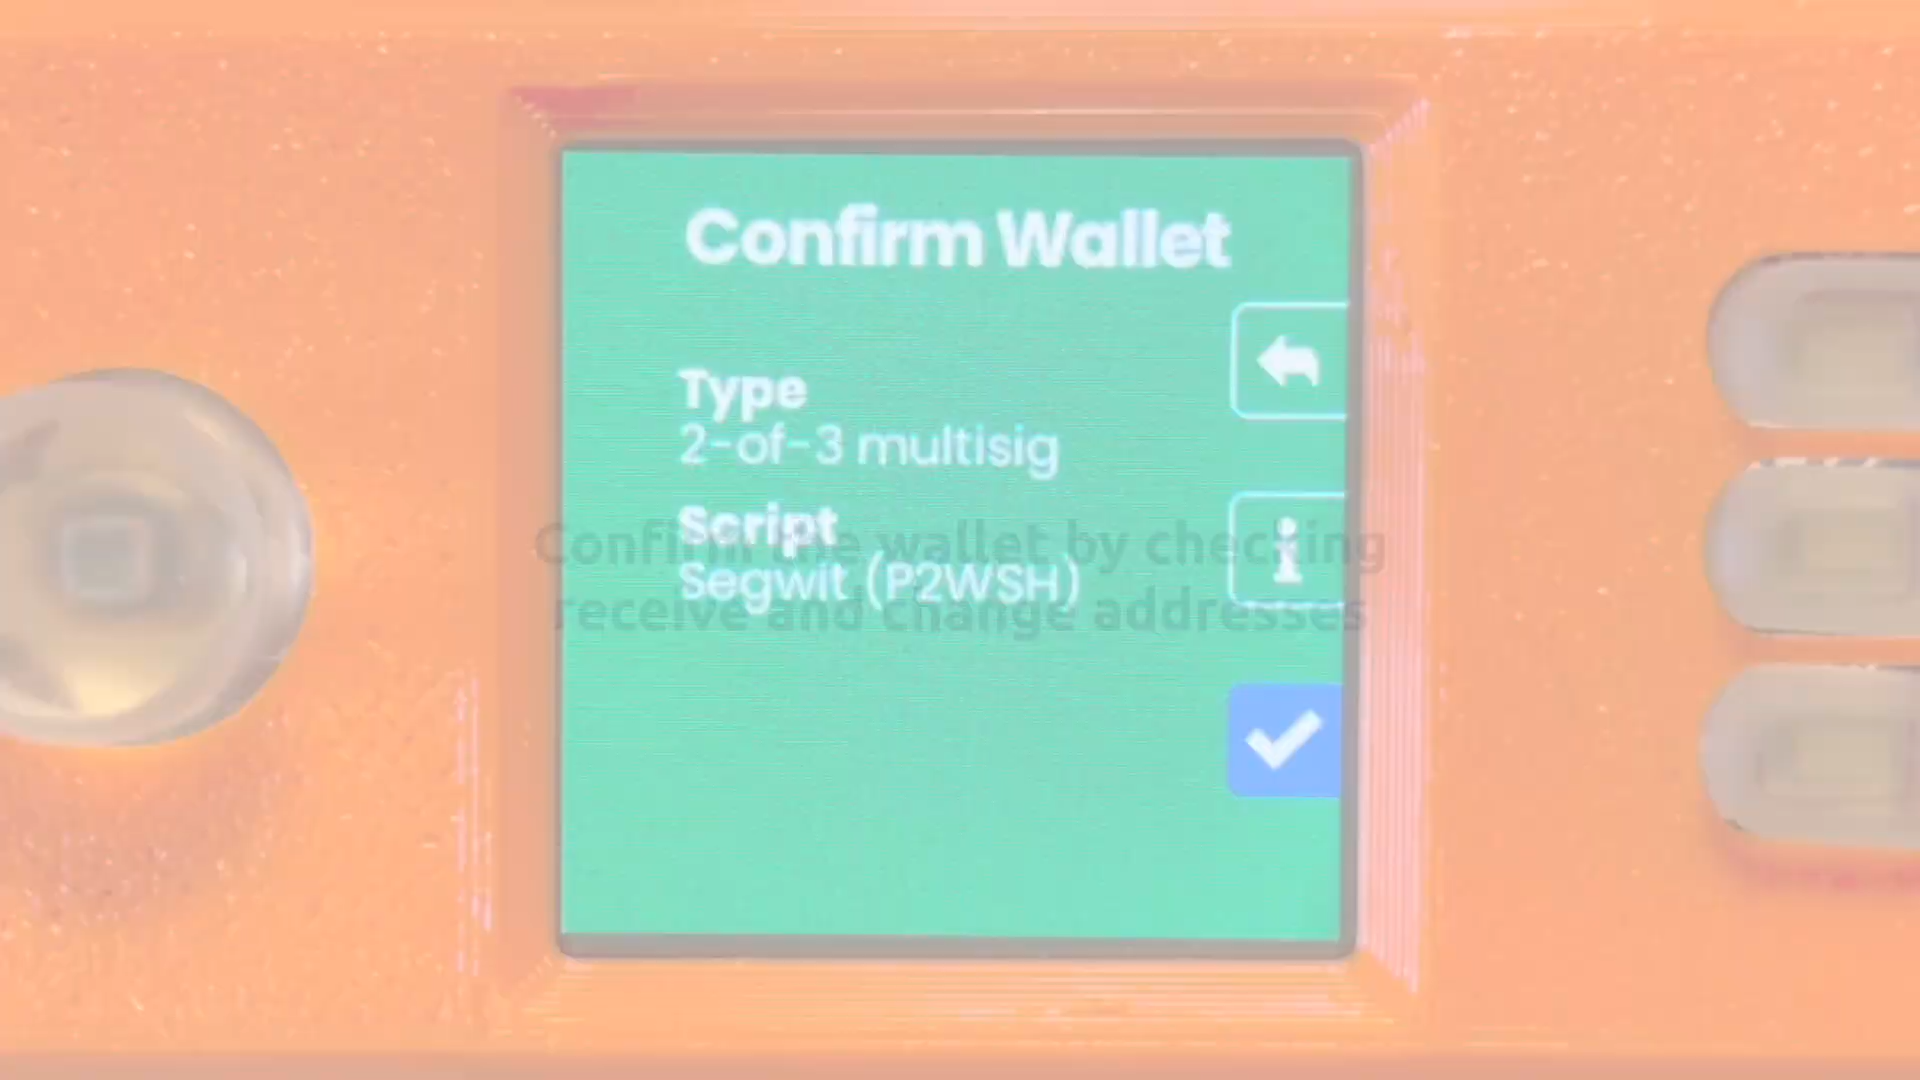 Confirm Wallet
Type
2-of-3 multisig
Script
Segwit (P2WSH)
Confirm the wallet by checking
receive and change addresses